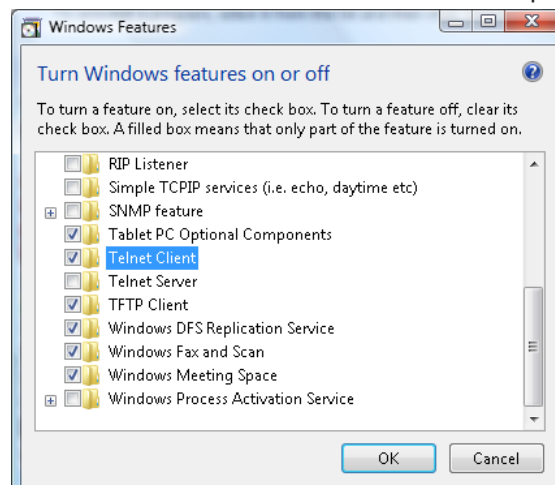 Windows Features
Turn Windows features on or off
To turn a feature on, select its check box. To turn a feature off, clear its
check box. A filled box means that only part of the feature is turned on.
RIP Listener
Simple TCPIP services (i.e. echo, daytime etc)
SNMP feature
Tablet PC Optional Components
Telnet Client
Telnet Server
TFTP Client
Windows DFS Replication Service
Windows Fax and Scan
Windows Meeting Space
Windows Process Activation Service
OK Cancel